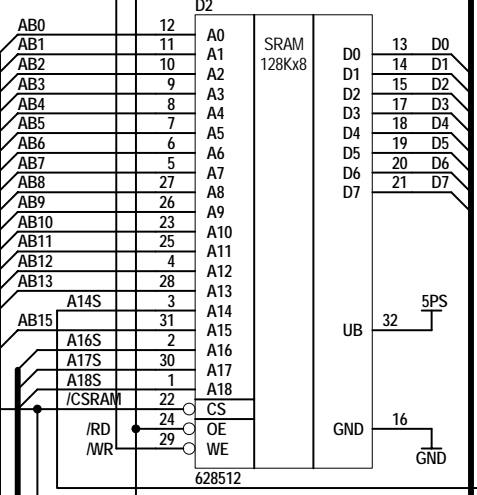 D2
AB0 12 A0 SRAM
AB1 11 A1 D0 13 D0
AB2 10 A2 128Kx8 D1 14 D1
AB3 9 A3 D2 15 D2
AB4 8 A4 D3 17 D3
AB5 7 A5 D4 18 D4
AB6 6 A6 D5 19 D5
AB7 5 A7 D6 20 D6
AB8 27 A8 D7 21 D7
AB9 26 A9
AB10 23 A10
AB11 25 A11
AB12 4 A12
AB13 28 A13
A14S 3 A14 5PS
AB15 31 A15 UB 32
A16S 2 A16
A17S 30 A17
A18S 1 A18
/CSRAM 22 CS
/RD 24 OE GND 16
/WR 29 WE GND
628512